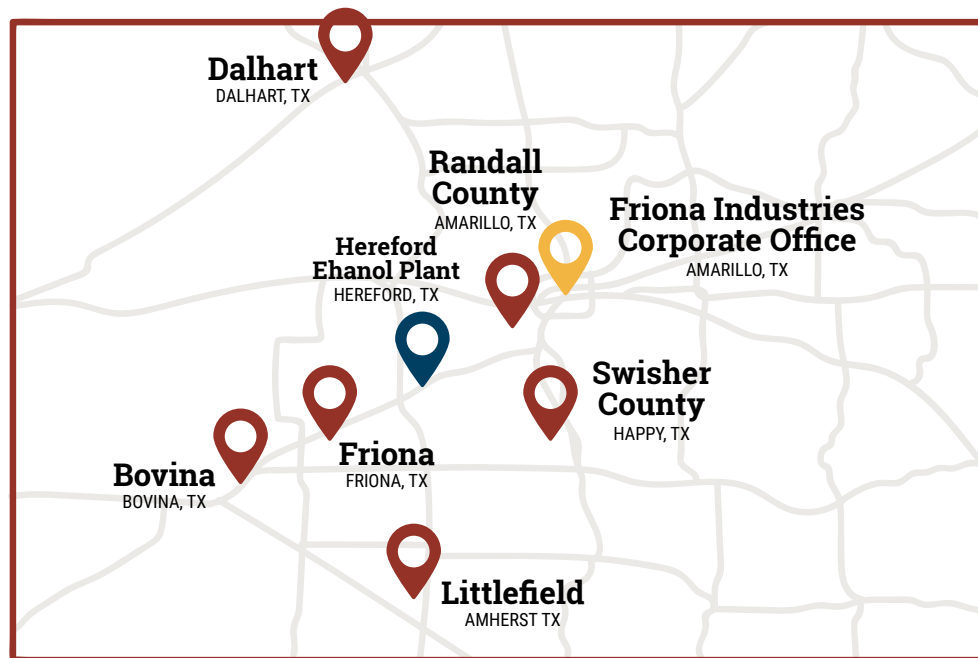 Dalhart
DALHART, TX
Randall
County
AMARILLO, TX
Friona Industries
Corporate Office
AMARILLO, TX
Hereford
Ehanol Plant
HEREFORD, TX
Swisher
County
HAPPY, TX
Friona
FRIONA, TX
Bovina
BOVINA, TX
Littlefield
AMHERST TX